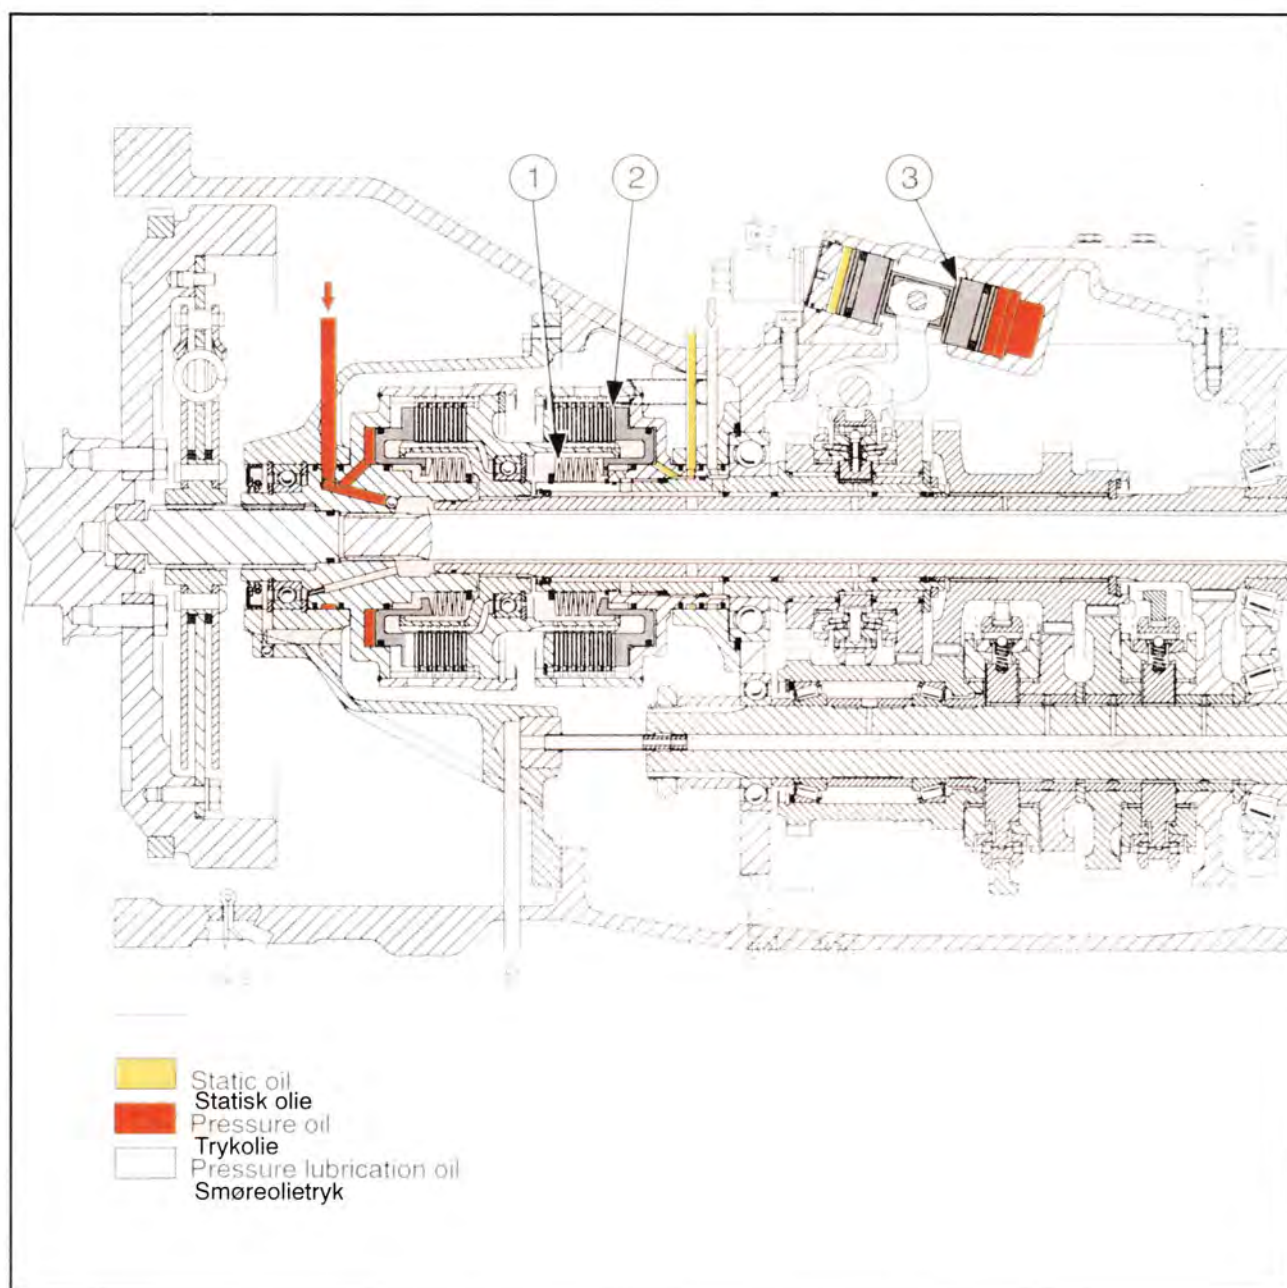 1
2
3
Static oil
Statisk olie
Pressure oil
Trykolie
Pressure lubrication oil
Smøreolietryk